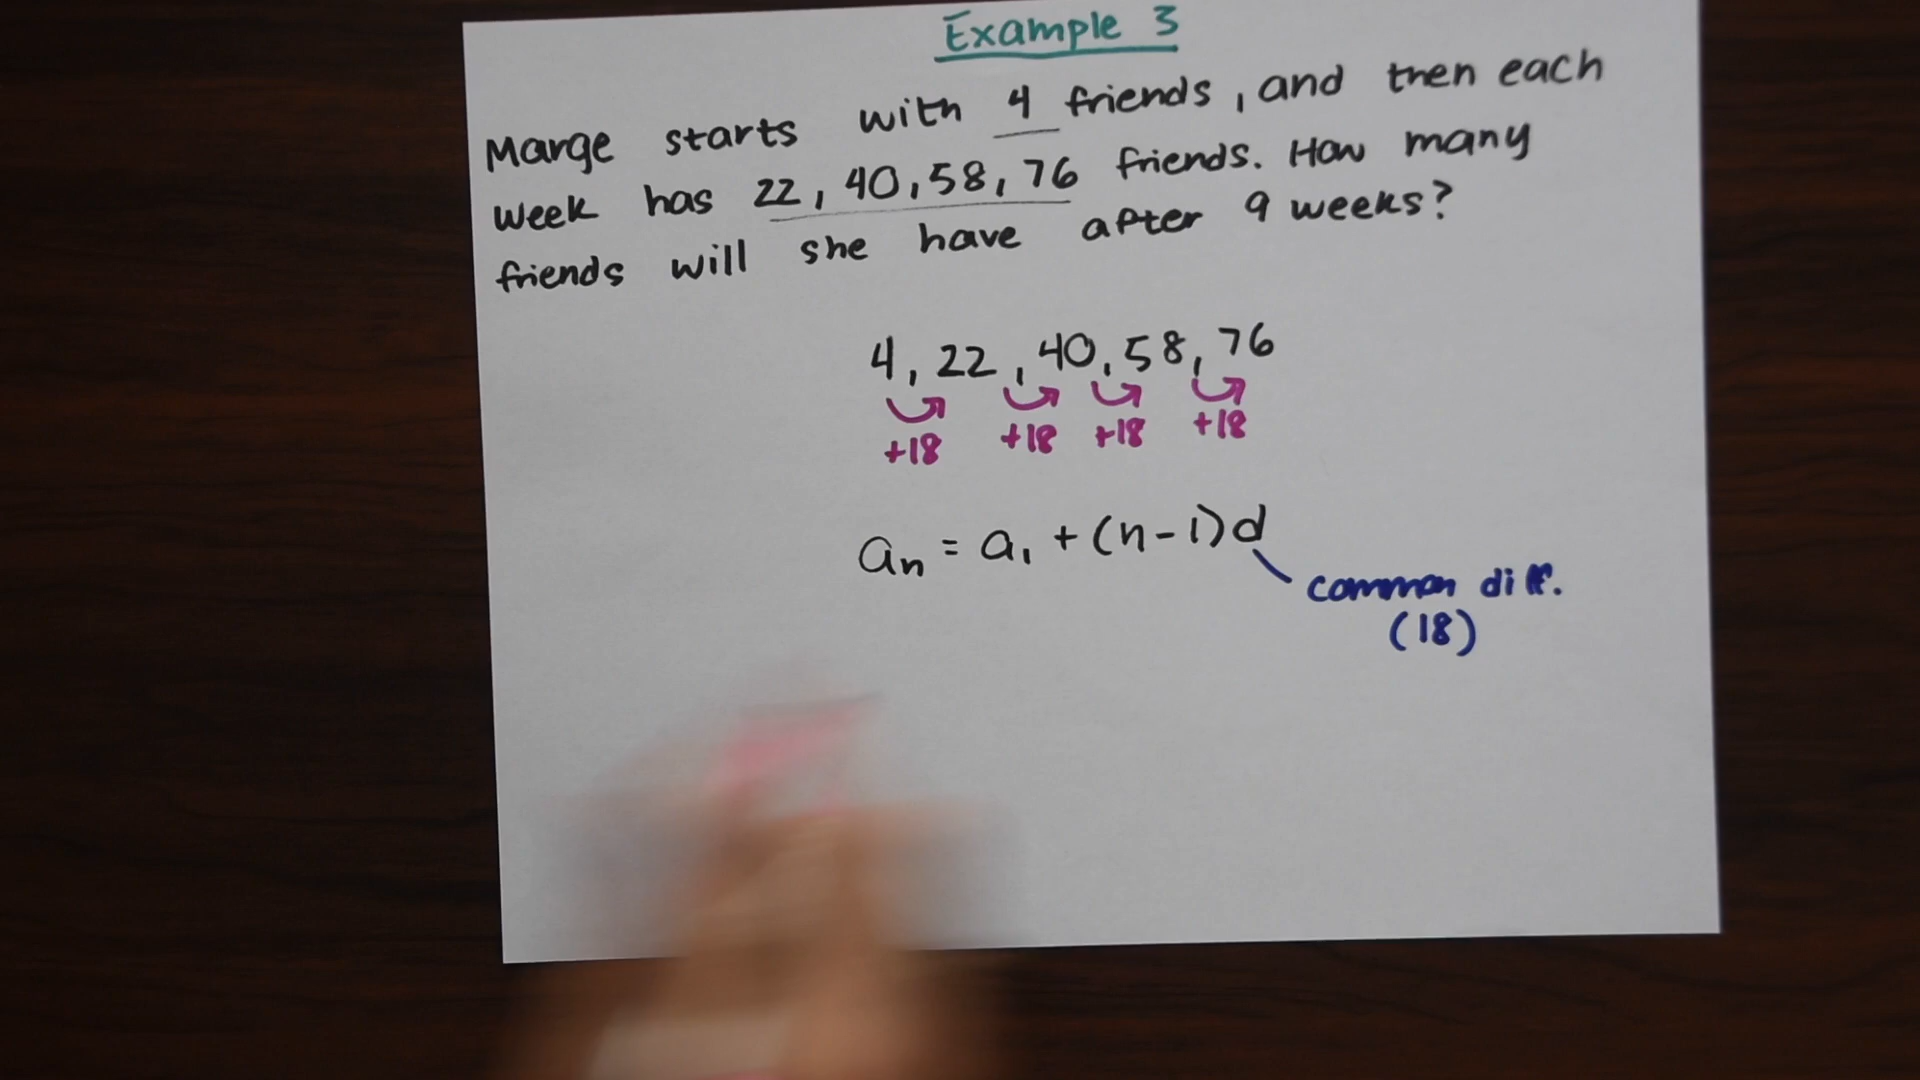 Example 3
Marge starts with 4 friends, and then each
week has 22, 40, 58, 76 friends. How many
friends will she have after 9 weeks?
4, 22, 40, 58, 76
+18 +18 +18 +18
an = a1 + (n-1)d
common diff.
(18)